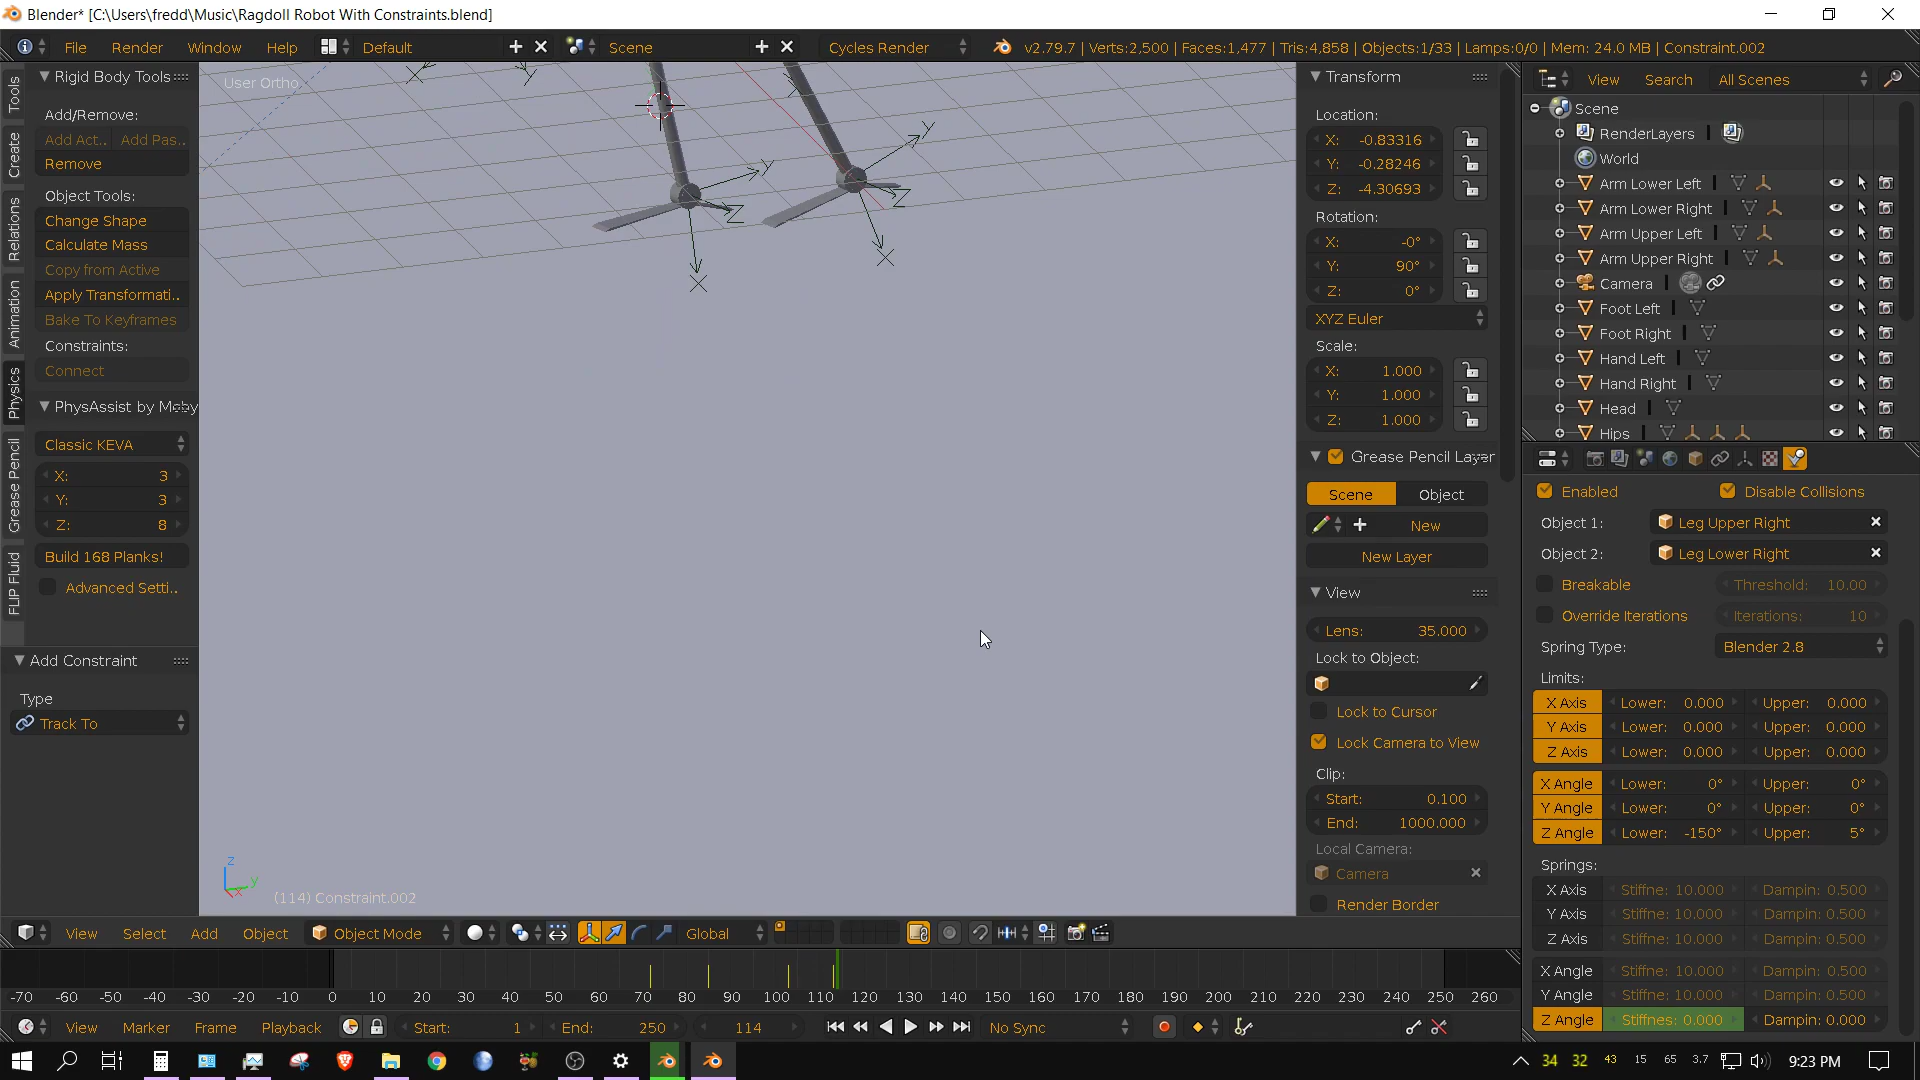 Blender* [C:\Users\fredd\Music\Ragdoll Robot With Constraints.blend]
File Render Window Help Default Scene Cycles Render v2.79.7 | Verts:2,500 | Faces:1,477 | Tris:4,858 | Objects:1/33 | Lamps:0/0 | Mem: 24.0 MB | Constraint.002
Tools
Create
Relations
Animation
Physics
Grease Pencil
FLIP Fluid
Rigid Body Tools
Add/Remove:
Add Act.. Add Pas..
Remove
Object Tools:
Change Shape
Calculate Mass
Copy from Active
Apply Transformati..
Bake To Keyframes
Constraints:
Connect
PhysAssist by Moby
Classic KEVA
X: 3
Y: 3
Z: 8
Build 168 Planks!
Advanced Setti..
Add Constraint
Type
Track To
User Ortho
Y
Y
Z
Z
X
X
z
y
x
(114) Constraint.002
Transform
Location:
X: -0.83316
Y: -0.28246
Z: -4.30693
Rotation:
X: -0°
Y: 90°
Z: 0°
XYZ Euler
Scale:
X: 1.000
Y: 1.000
Z: 1.000
Grease Pencil Layer
Scene Object
New
New Layer
View
Lens: 35.000
Lock to Object:
Lock to Cursor
Lock Camera to View
Clip:
Start: 0.100
End: 1000.000
Local Camera:
Camera
Render Border
View Search All Scenes
Scene
RenderLayers
World
Arm Lower Left
Arm Lower Right
Arm Upper Left
Arm Upper Right
Camera
Foot Left
Foot Right
Hand Left
Hand Right
Head
Hips
Enabled Disable Collisions
Object 1: Leg Upper Right
Object 2: Leg Lower Right
Breakable Threshold: 10.00
Override Iterations Iterations: 10
Spring Type: Blender 2.8
Limits:
X Axis Lower: 0.000 Upper: 0.000
Y Axis Lower: 0.000 Upper: 0.000
Z Axis Lower: 0.000 Upper: 0.000
X Angle Lower: 0° Upper: 0°
Y Angle Lower: 0° Upper: 0°
Z Angle Lower: -150° Upper: 5°
Springs:
X Axis Stiffne: 10.000 Dampin: 0.500
Y Axis Stiffne: 10.000 Dampin: 0.500
Z Axis Stiffne: 10.000 Dampin: 0.500
X Angle Stiffne: 10.000 Dampin: 0.500
Y Angle Stiffne: 10.000 Dampin: 0.500
Z Angle Stiffnes: 0.000 Dampin: 0.000
View Select Add Object Object Mode Global
-70 -60 -50 -40 -30 -20 -10 0 10 20 30 40 50 60 70 80 90 100 110 120 130 140 150 160 170 180 190 200 210 220 230 240 250 260
View Marker Frame Playback Start: 1 End: 250 114 No Sync
34 32 43 15 65 3.7 9:23 PM